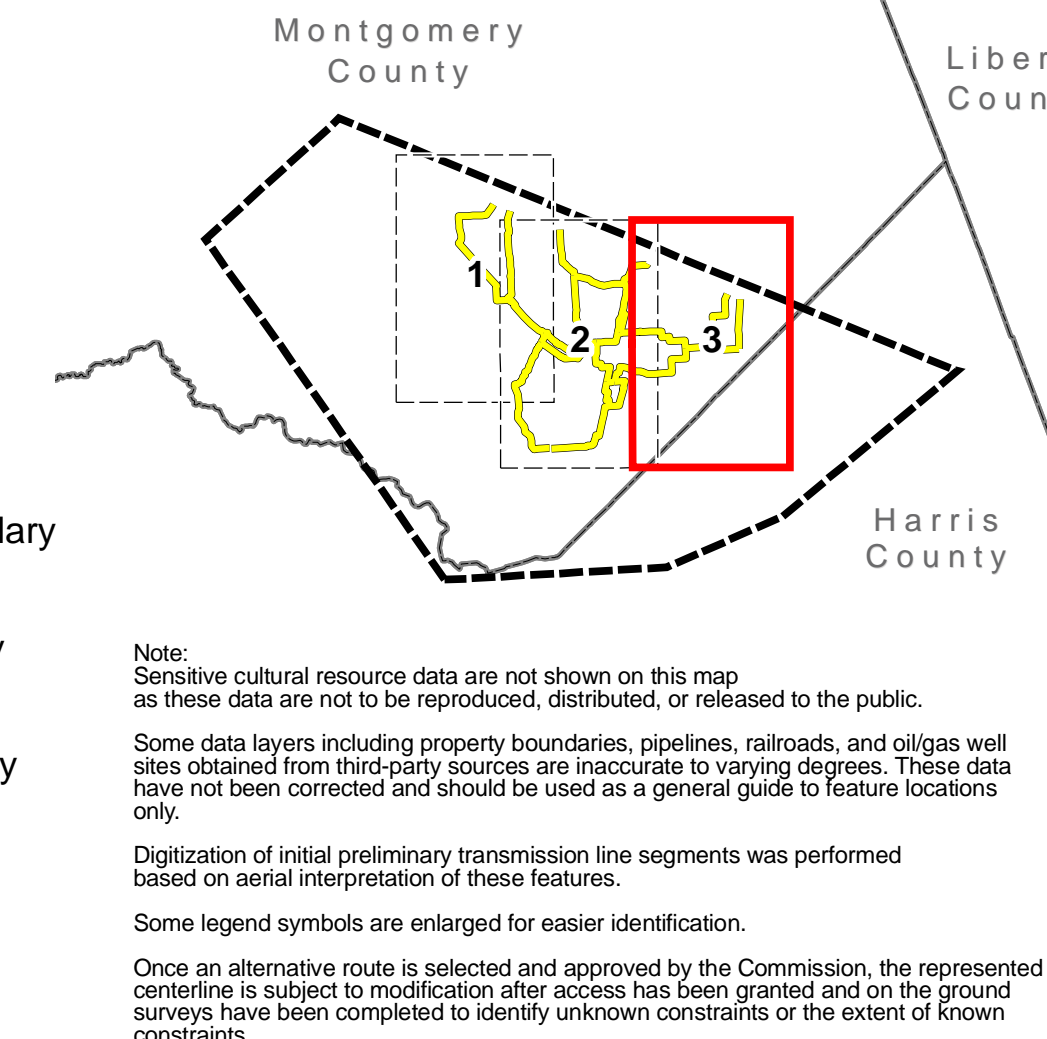 Montgomery
County
Liber
Coun
1
2
3
Harris
County
lary
y
y
Note:
Sensitive cultural resource data are not shown on this map
as these data are not to be reproduced, distributed, or released to the public.
Some data layers including property boundaries, pipelines, railroads, and oil/gas well
sites obtained from third-party sources are inaccurate to varying degrees. These data
have not been corrected and should be used as a general guide to feature locations
only.
Digitization of initial preliminary transmission line segments was performed
based on aerial interpretation of these features.
Some legend symbols are enlarged for easier identification.
Once an alternative route is selected and approved by the Commission, the represented
centerline is subject to modification after access has been granted and on the ground
surveys have been completed to identify unknown constraints or the extent of known
constraints